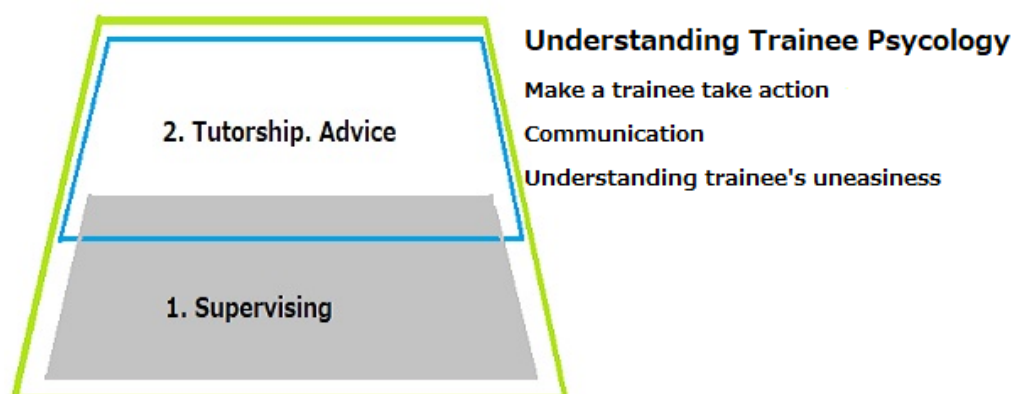 Understanding Trainee Psycology
Make a trainee take action
2. Tutorship. Advice
Communication
Understanding trainee's uneasiness
1. Supervising